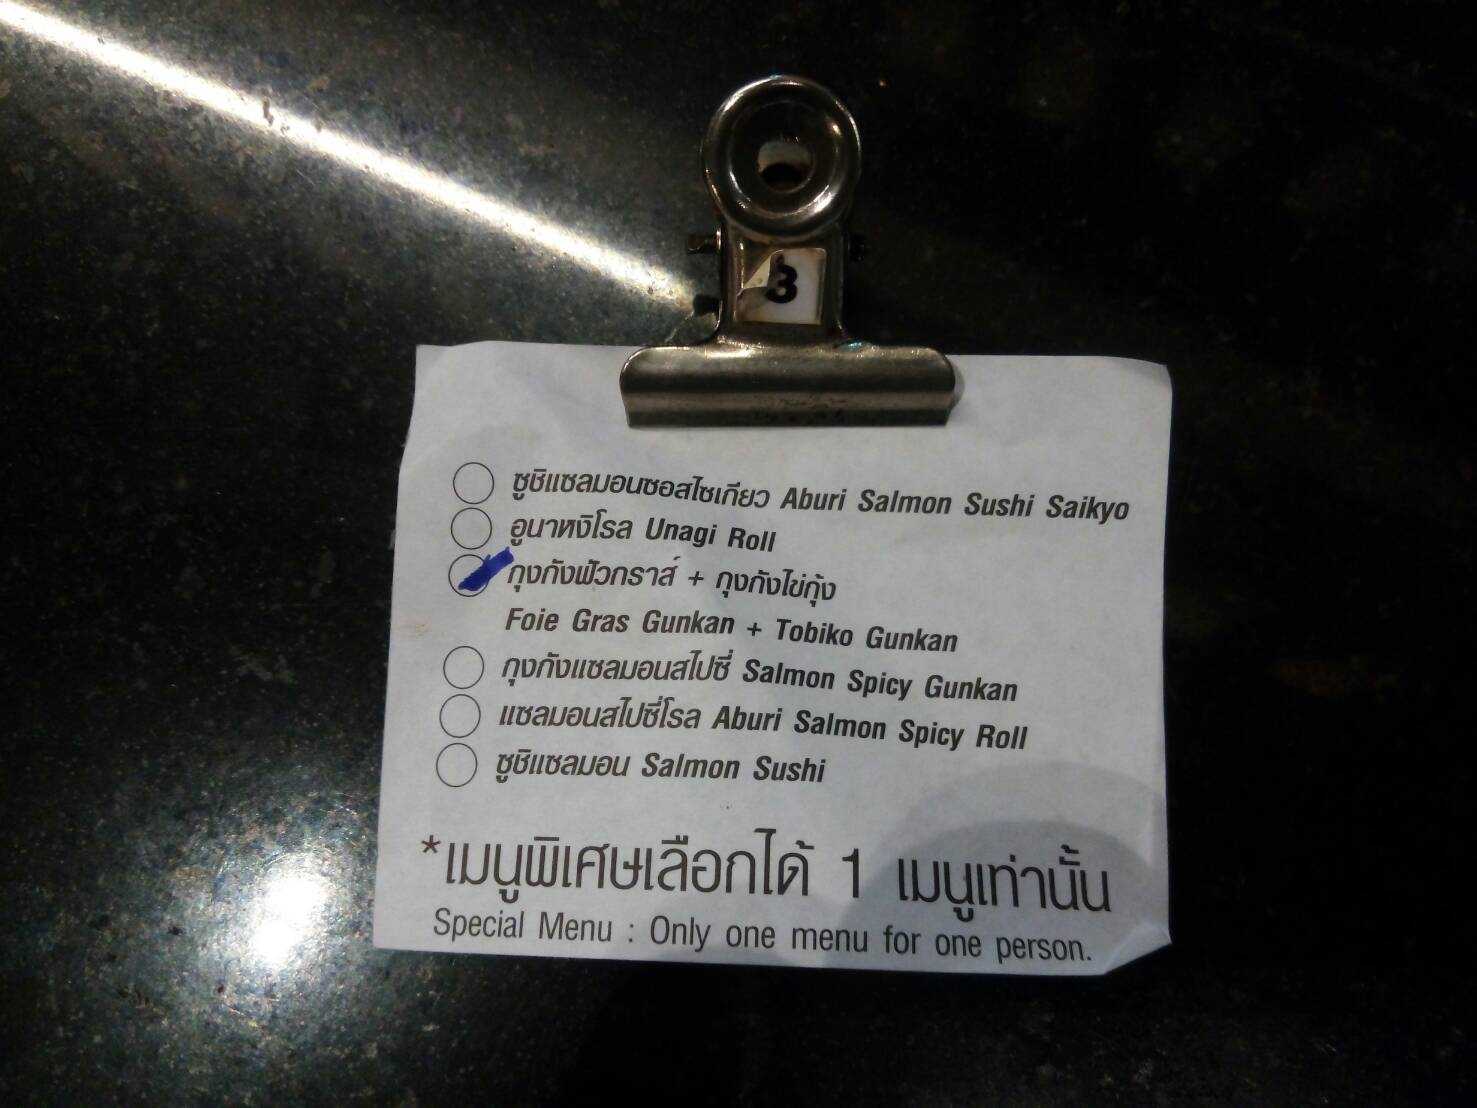 3
ซูชิแซลมอนซอสไซเกียว Aburi Salmon Sushi Saikyo
อูนาหงิโรล Unagi Roll
กุงกังฟัวกราส์ + กุงกังไข่กุ้ง
Foie Gras Gunkan + Tobiko Gunkan
กุงกังแซลมอนสไปซี่ Salmon Spicy Gunkan
แซลมอนสไปซี่โรล Aburi Salmon Spicy Roll
ซูชิแซลมอน Salmon Sushi
*เมนูพิเศษเลือกได้ 1 เมนูเท่านั้น
Special Menu : Only one menu for one person.